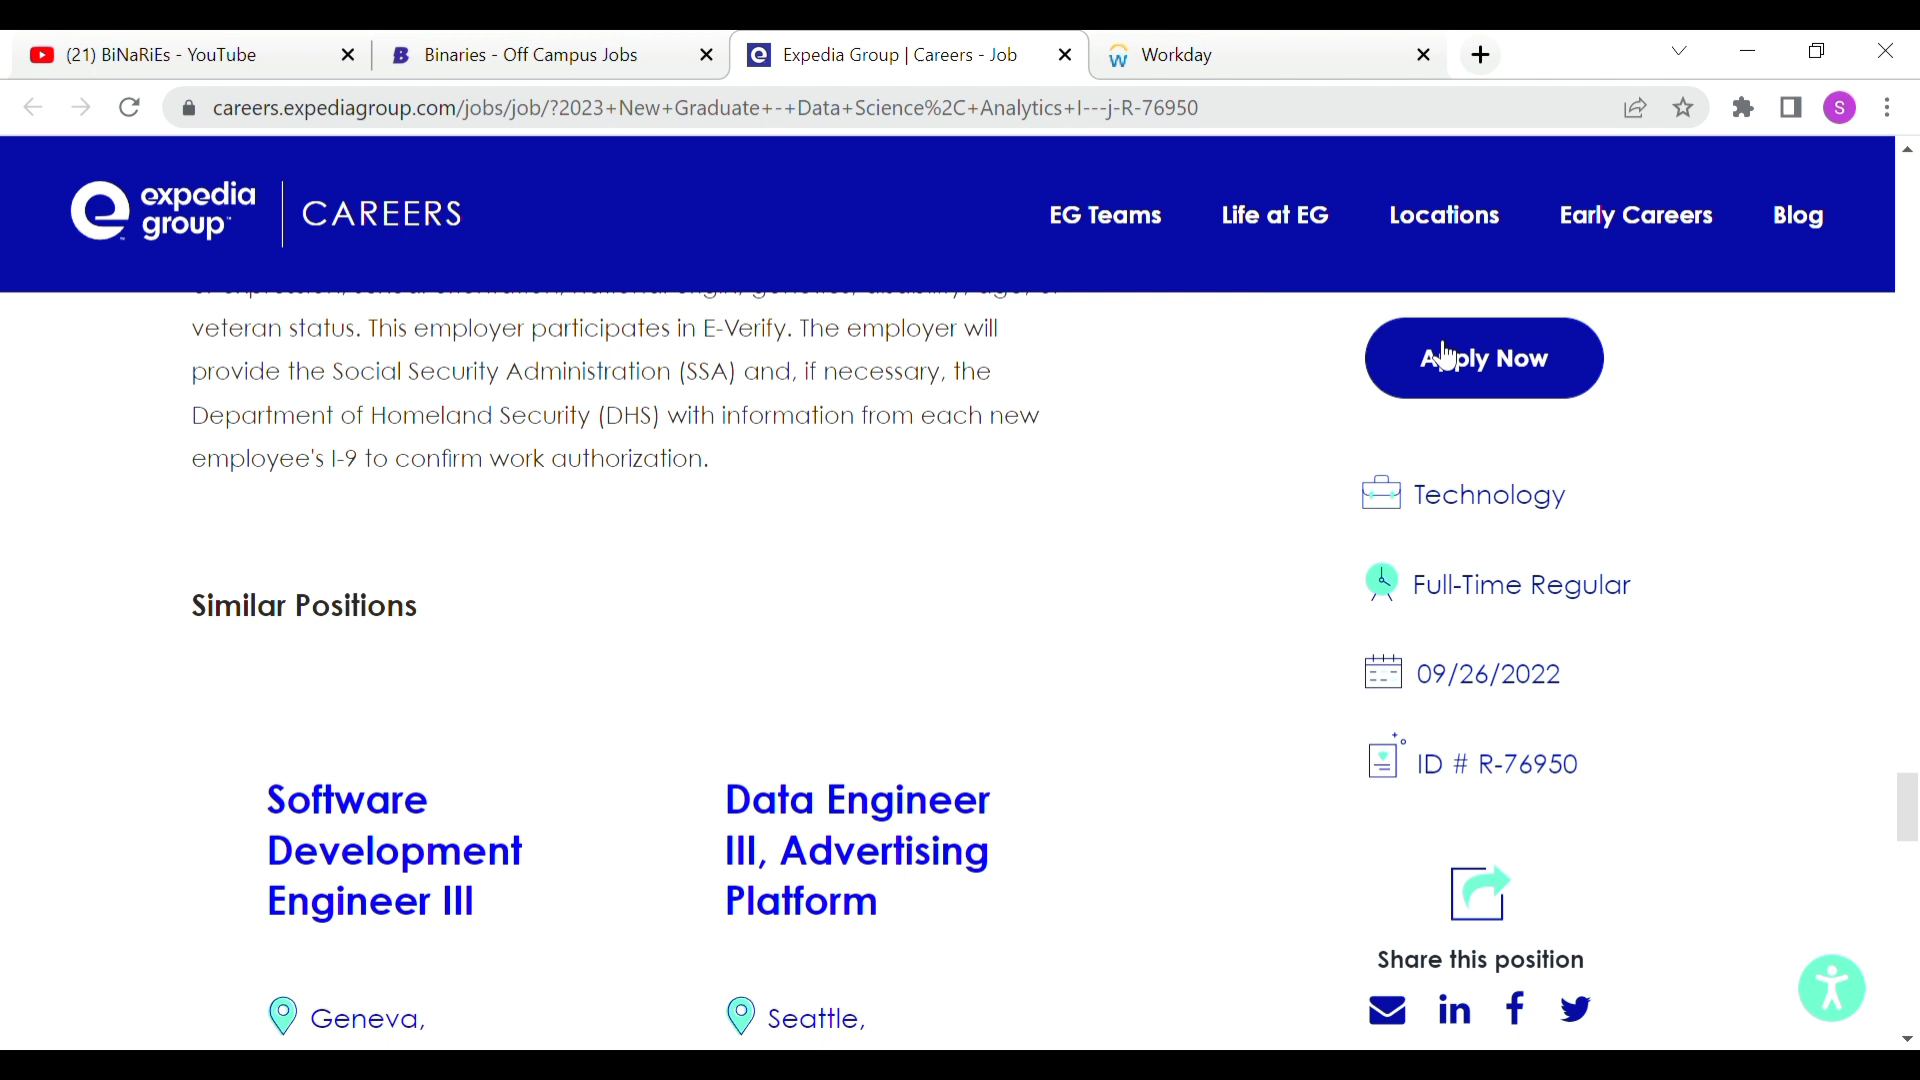 (21) BiNaRiEs - YouTube
Binaries - Off Campus Jobs
Expedia Group | Careers - Job
Workday
careers.expediagroup.com/jobs/job/?2023+New+Graduate+-+Data+Science%2C+Analytics+I---j-R-76950
S
expedia group™
CAREERS
EG Teams
Life at EG
Locations
Early Careers
Blog
veteran status. This employer participates in E-Verify. The employer will
provide the Social Security Administration (SSA) and, if necessary, the
Department of Homeland Security (DHS) with information from each new
employee's I-9 to confirm work authorization.
Apply Now
Technology
Full-Time Regular
09/26/2022
ID # R-76950
Similar Positions
Software
Development
Engineer III
Data Engineer
III, Advertising
Platform
Geneva,
Seattle,
Share this position